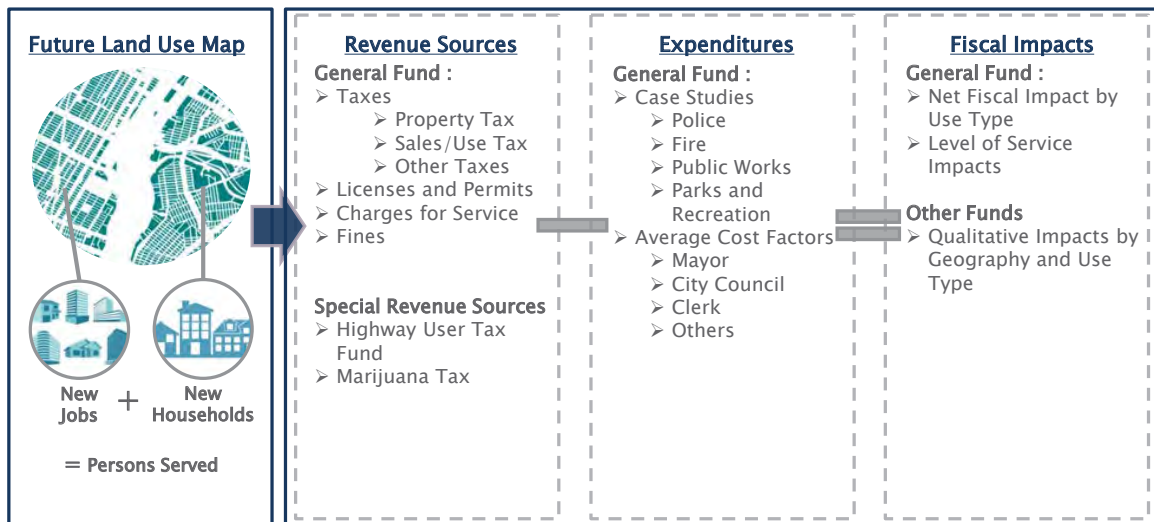 Future Land Use Map
New
Jobs
+
New
Households
= Persons Served
Revenue Sources
General Fund :
➢ Taxes
➢ Property Tax
➢ Sales/Use Tax
➢ Other Taxes
➢ Licenses and Permits
➢ Charges for Service
➢ Fines
Special Revenue Sources
➢ Highway User Tax
Fund
➢ Marijuana Tax
Expenditures
General Fund :
➢ Case Studies
➢ Police
➢ Fire
➢ Public Works
➢ Parks and
Recreation
➢ Average Cost Factors
➢ Mayor
➢ City Council
➢ Clerk
➢ Others
Fiscal Impacts
General Fund :
➢ Net Fiscal Impact by
Use Type
➢ Level of Service
Impacts
Other Funds
➢ Qualitative Impacts by
Geography and Use
Type